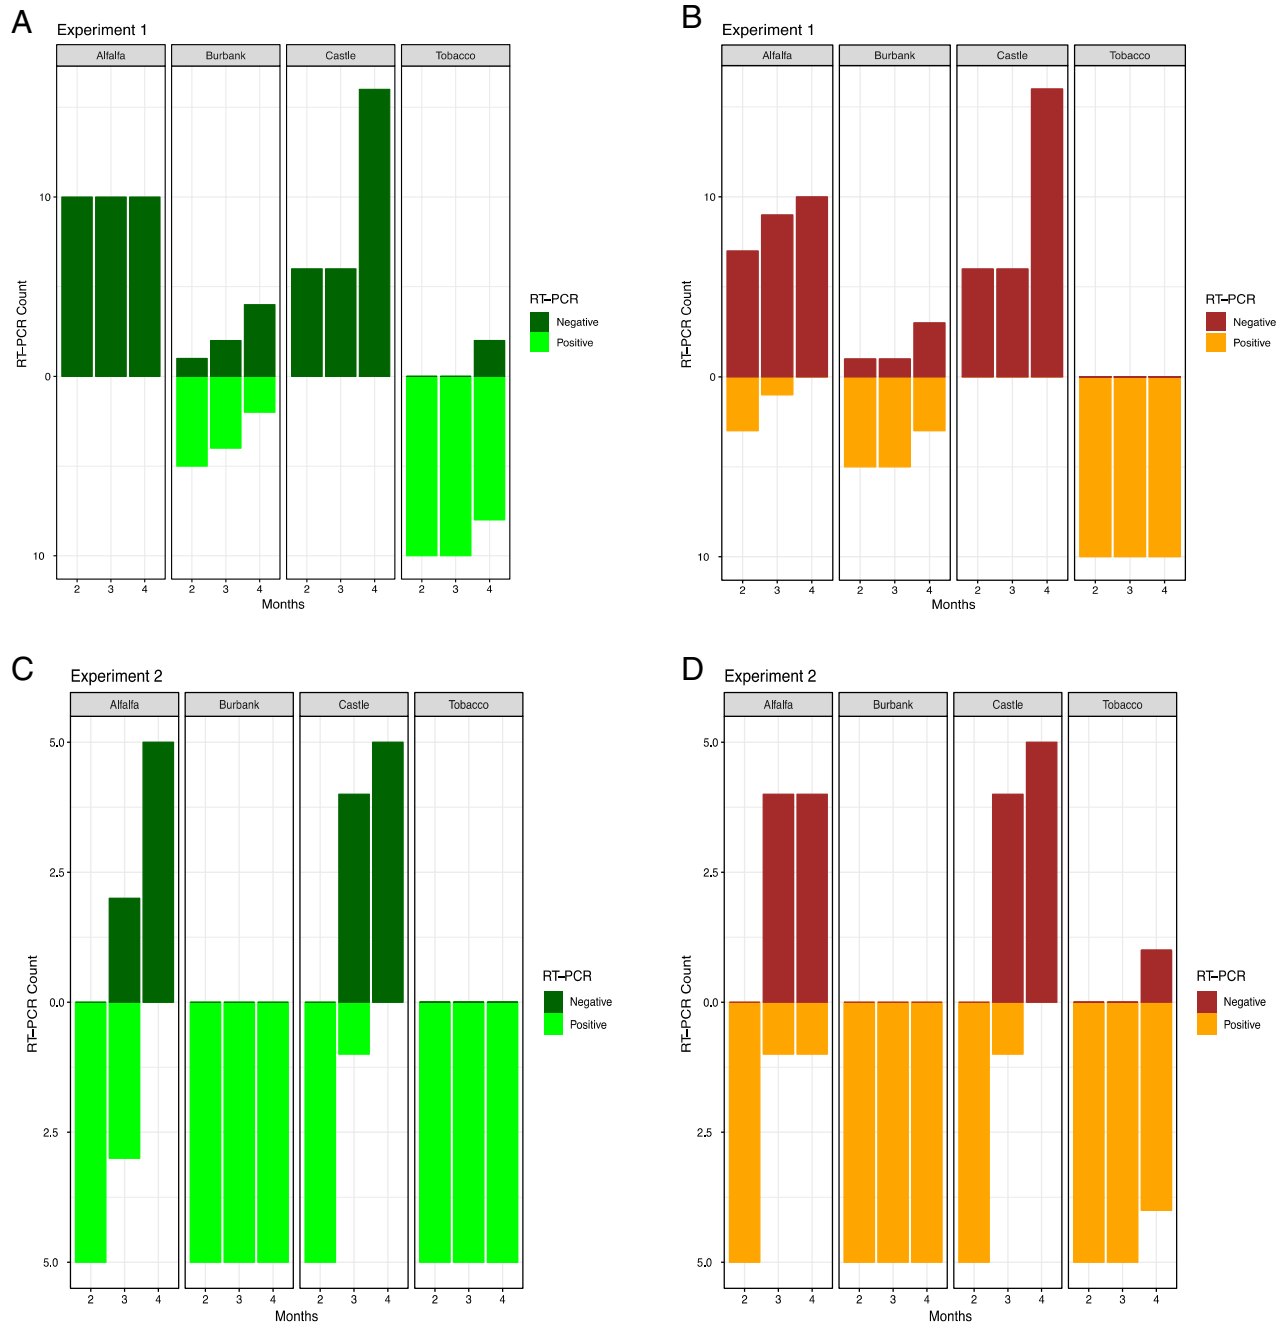 A
Experiment 1
Alfalfa Burbank Castle Tobacco
10
0
10
RT-PCR Count
2 3 4 2 3 4 2 3 4 2 3 4
Months
RT-PCR
Negative
Positive
B
Experiment 1
Alfalfa Burbank Castle Tobacco
10
0
10
RT-PCR Count
2 3 4 2 3 4 2 3 4 2 3 4
Months
RT-PCR
Negative
Positive
C
Experiment 2
Alfalfa Burbank Castle Tobacco
5.0
2.5
0.0
2.5
5.0
RT-PCR Count
2 3 4 2 3 4 2 3 4 2 3 4
Months
RT-PCR
Negative
Positive
D
Experiment 2
Alfalfa Burbank Castle Tobacco
5.0
2.5
0.0
2.5
5.0
RT-PCR Count
2 3 4 2 3 4 2 3 4 2 3 4
Months
RT-PCR
Negative
Positive